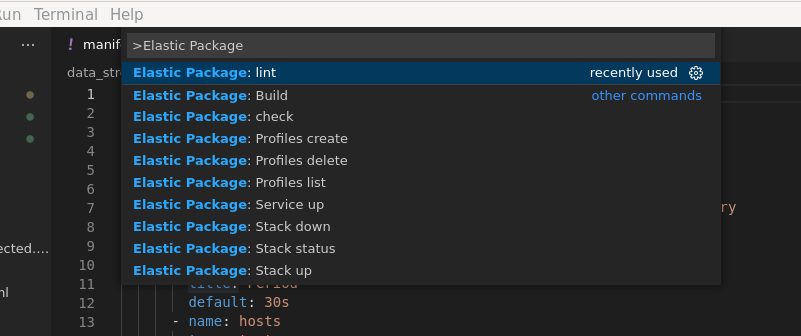 Run Terminal Help
··· ! manif
>Elastic Package
data_str
Elastic Package: lint recently used
Elastic Package: Build other commands
Elastic Package: check
Elastic Package: Profiles create
Elastic Package: Profiles delete
Elastic Package: Profiles list
Elastic Package: Service up
Elastic Package: Stack down
Elastic Package: Stack status
Elastic Package: Stack up
1
2
3
4
5
6
7 ry
8
9
ected....
10
ml
11 title: Period
12 default: 30s
13 - name: hosts